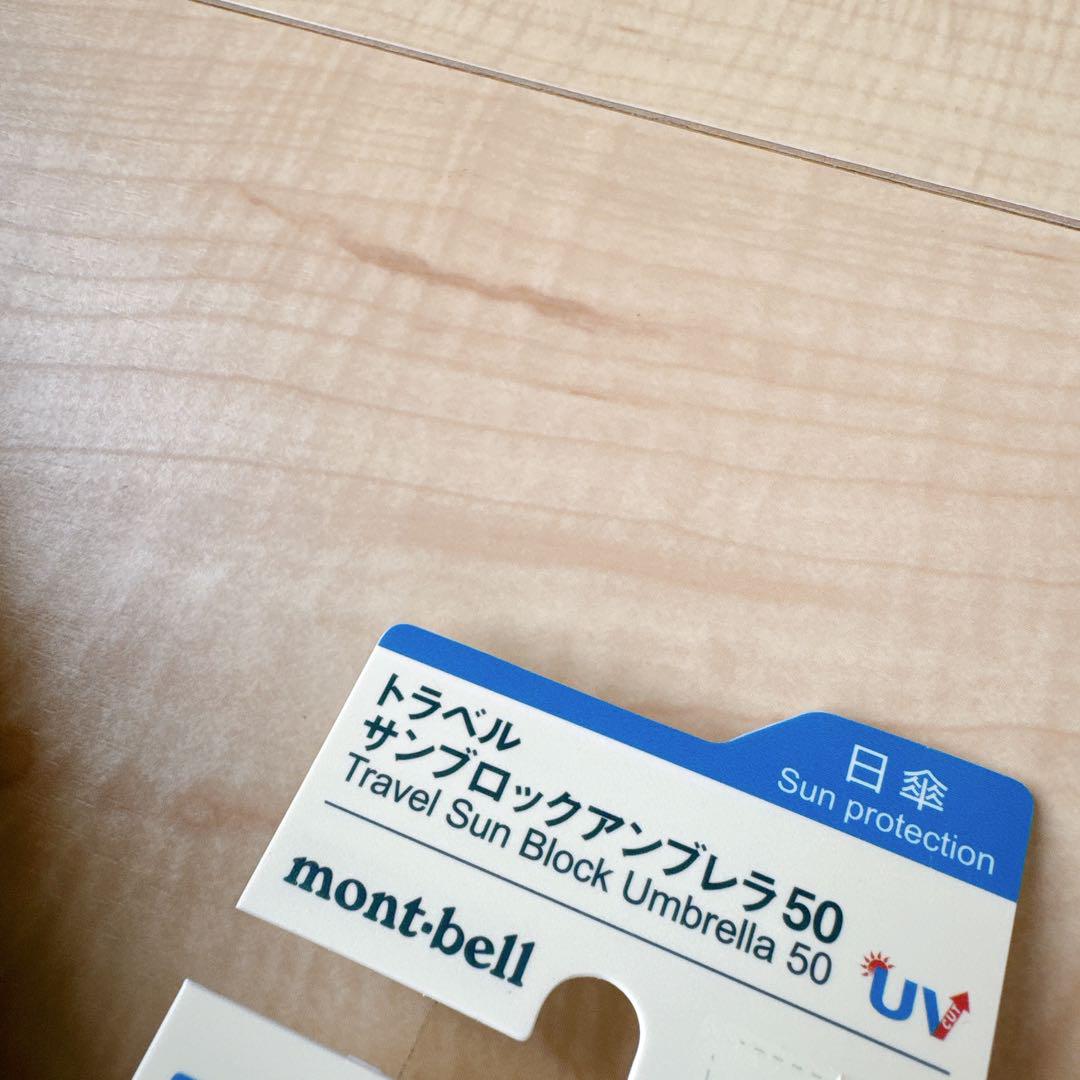 日傘
Sun protection
トラベル
サンブロックアンブレラ50
Travel Sun Block Umbrella 50
mont-bell
UV
CUT